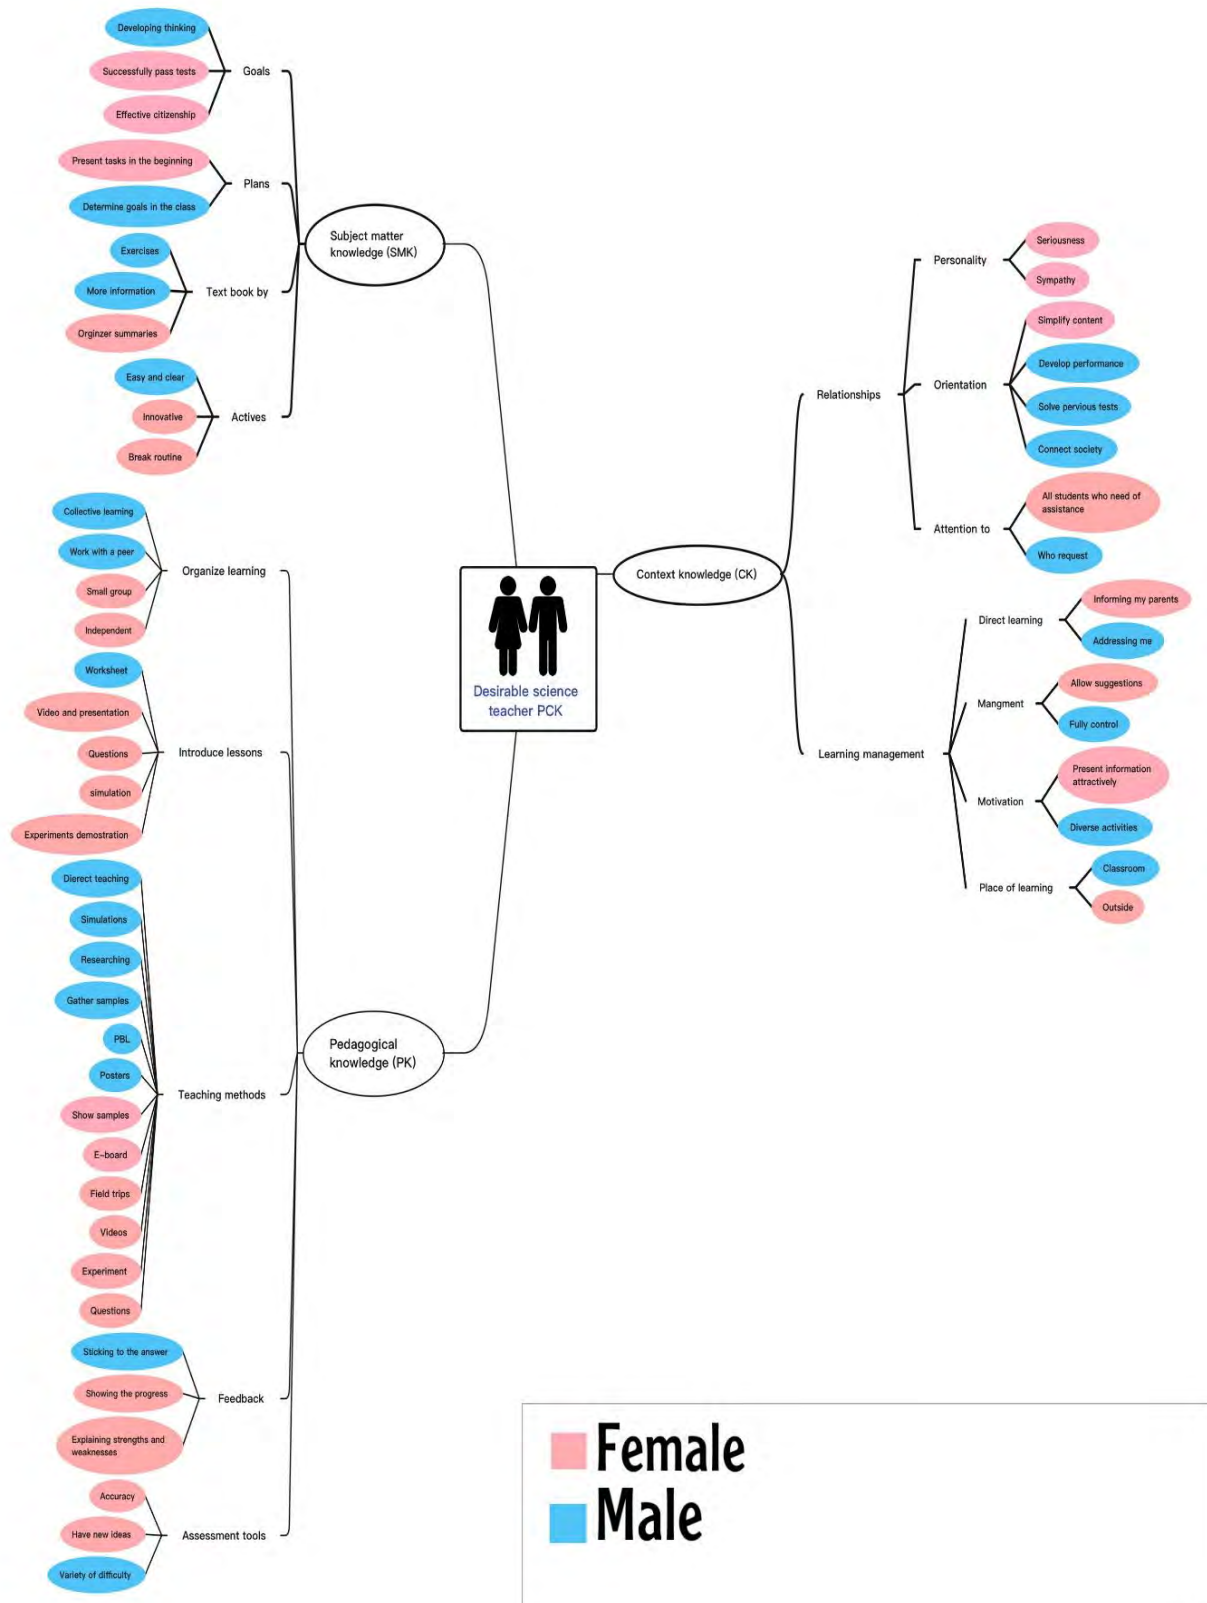 Developing thinking
Successfully pass tests
Effective citizenship
Goals
Present tasks in the beginning
Determine goals in the class
Plans
Exercises
More information
Orginzer summaries
Text book by
Easy and clear
Innovative
Break routine
Actives
Subject matter
knowledge (SMK)
Collective learning
Work with a peer
Small group
Independent
Organize learning
Worksheet
Video and presentation
Questions
simulation
Experiments demostration
Introduce lessons
Dierect teaching
Simulations
Researching
Gather samples
PBL
Posters
Show samples
E-board
Field trips
Videos
Experiment
Questions
Teaching methods
Sticking to the answer
Showing the progress
Explaining strengths and
weaknesses
Feedback
Accuracy
Have new ideas
Variety of difficulty
Assessment tools
Pedagogical
knowledge (PK)
Desirable science
teacher PCK
Context knowledge (CK)
Relationships
Personality
Seriousness
Sympathy
Orientation
Simplify content
Develop performance
Solve pervious tests
Connect society
Attention to
All students who need of
assistance
Who request
Learning management
Direct learning
Informing my parents
Addressing me
Mangment
Allow suggestions
Fully control
Motivation
Present information
attractively
Diverse activities
Place of learning
Classroom
Outside
Female
Male